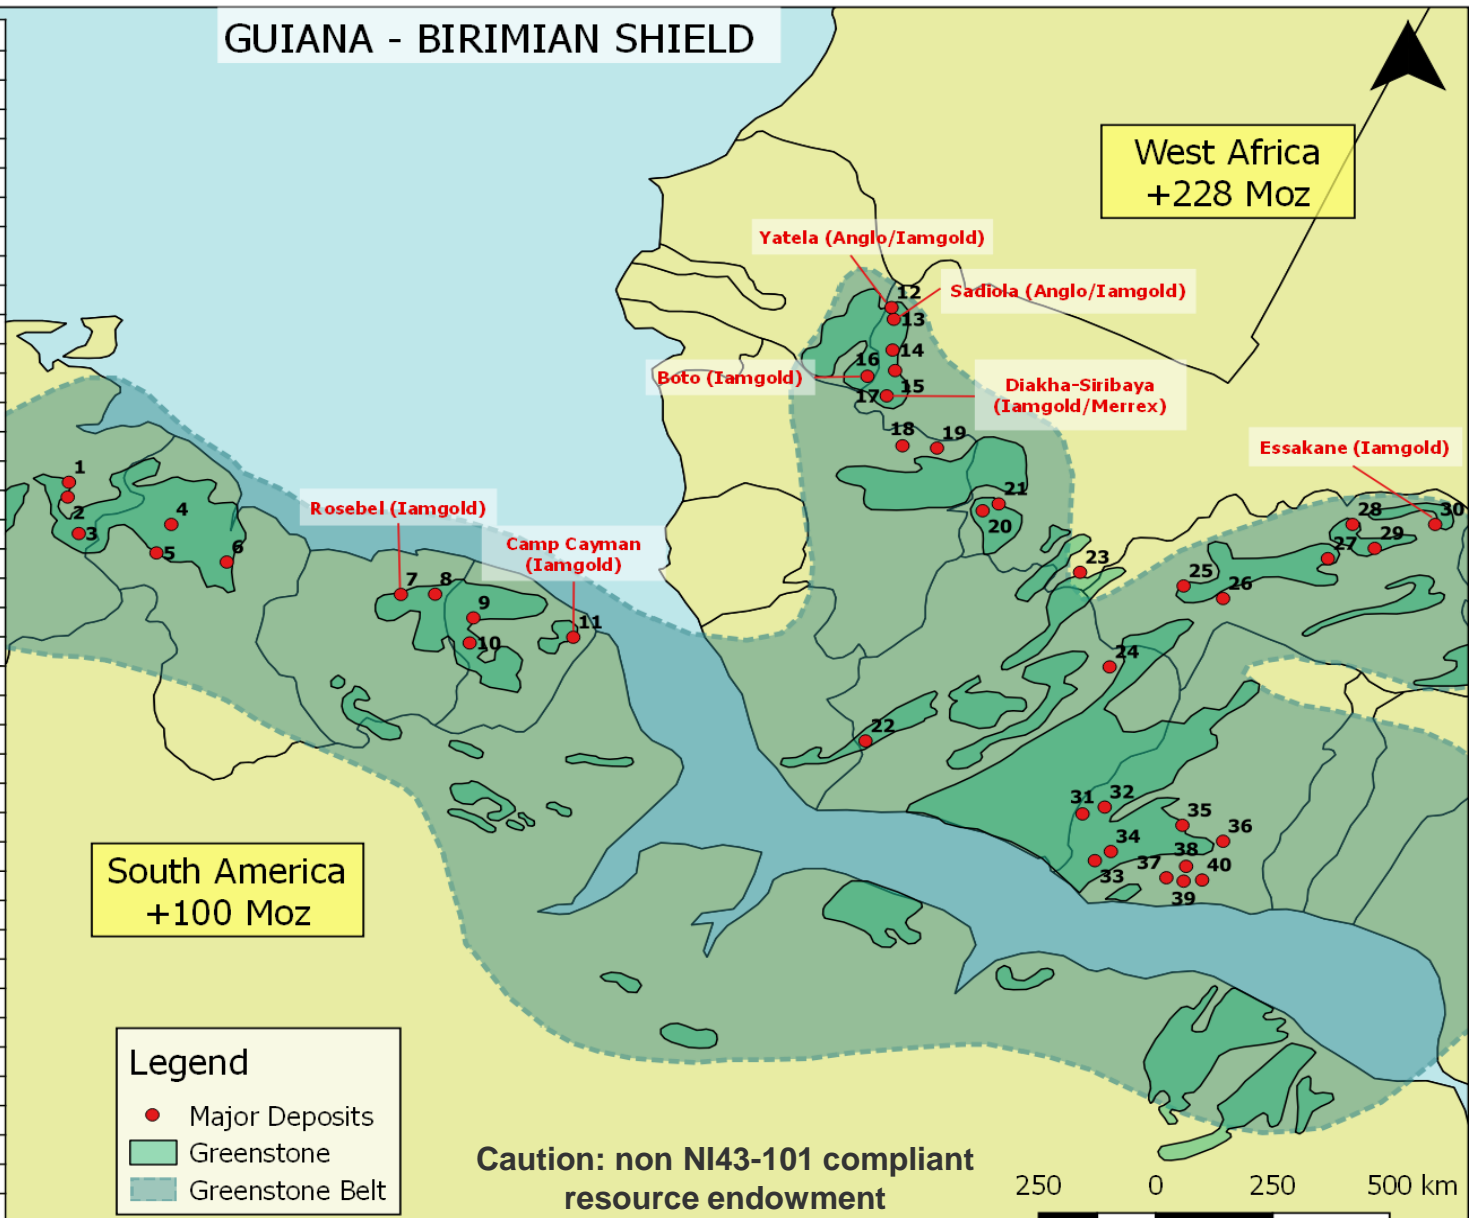 GUIANA - BIRIMIAN SHIELD
West Africa
+228 Moz
Yatela (Anglo/Iamgold)
Sadiola (Anglo/Iamgold)
12
13
14
16
15
17
Boto (Iamgold)
Diakha-Siribaya
(Iamgold/Merrex)
18
19
Essakane (Iamgold)
1
2
3
4
5
6
Rosebel (Iamgold)
Camp Cayman
(Iamgold)
7
8
9
10
11
21
20
23
28
30
29
27
25
26
24
22
31
32
35
36
34
38
33
37
40
39
South America
+100 Moz
Legend
Major Deposits
Greenstone
Greenstone Belt
Caution: non NI43-101 compliant
resource endowment
250 0 250 500 km